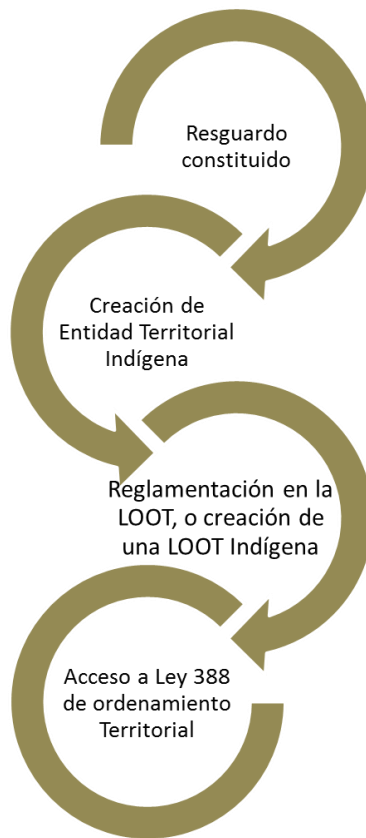 Resguardo
constituido
Creación de
Entidad Territorial
Indígena
Reglamentación en la
LOOT, o creación de
una LOOT Indígena
Acceso a Ley 388
de ordenamiento
Territorial